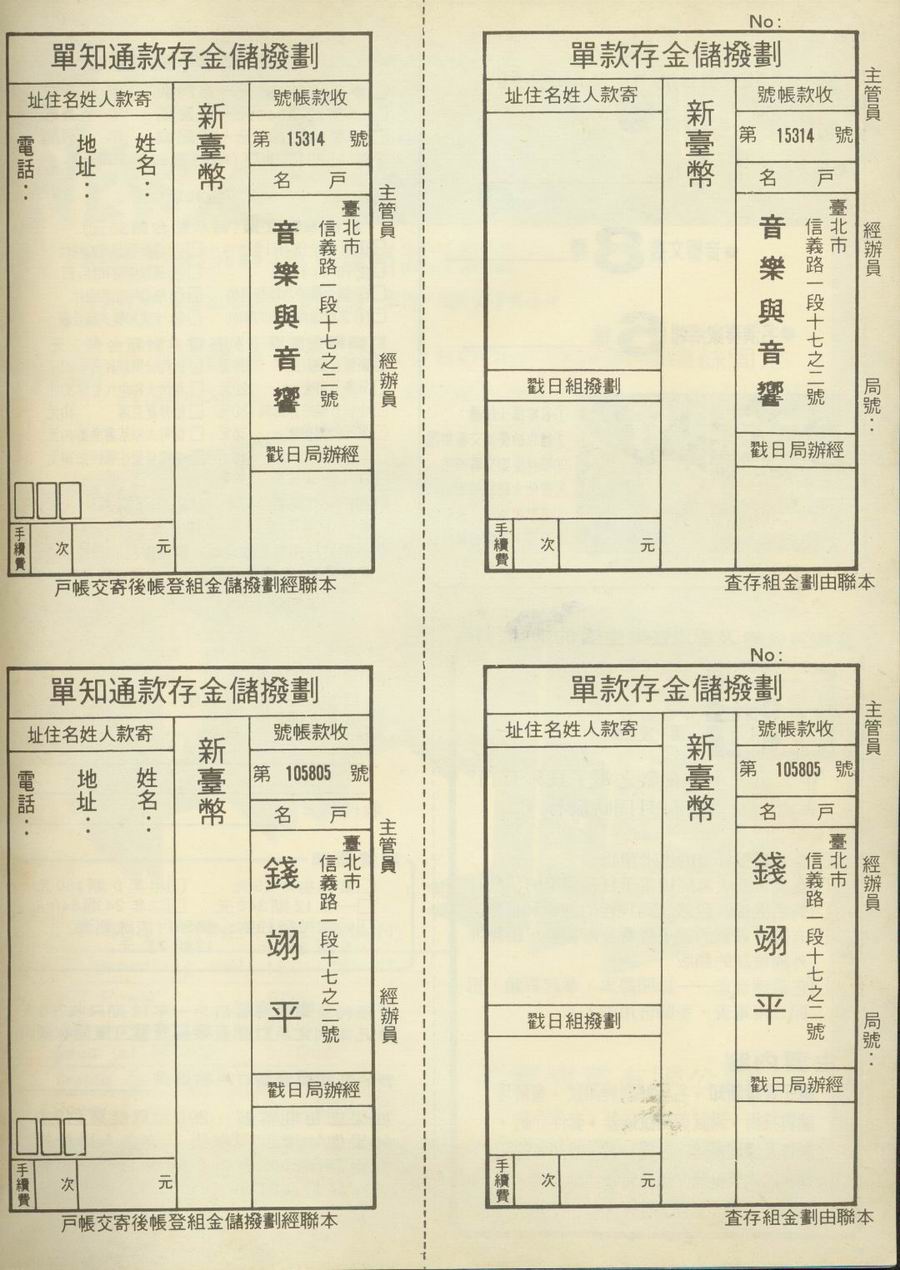 劃撥儲金存款通知單
收款帳號
第 15314 號
戶名
臺北市
信義路一段十七之二號
音樂與音響
經辦局日戳
新臺幣
寄款人姓名住址
姓名：
地址：
電話：
手續費
次
元
主管員
經辦員
本聯經劃撥儲金組登帳後寄交帳戶
No:
劃撥儲金存款單
收款帳號
第 15314 號
戶名
臺北市
信義路一段十七之二號
音樂與音響
經辦局日戳
新臺幣
寄款人姓名住址
劃撥組日戳
手續費
次
元
主管員
經辦員
局號：
本聯由劃金組存査
劃撥儲金存款通知單
收款帳號
第 105805 號
戶名
臺北市
信義路一段十七之二號
錢翊平
經辦局日戳
新臺幣
寄款人姓名住址
姓名：
地址：
電話：
手續費
次
元
主管員
經辦員
本聯經劃撥儲金組登帳後寄交帳戶
No:
劃撥儲金存款單
收款帳號
第 105805 號
戶名
臺北市
信義路一段十七之二號
錢翊平
經辦局日戳
新臺幣
寄款人姓名住址
劃撥組日戳
手續費
次
元
主管員
經辦員
局號：
本聯由劃金組存査